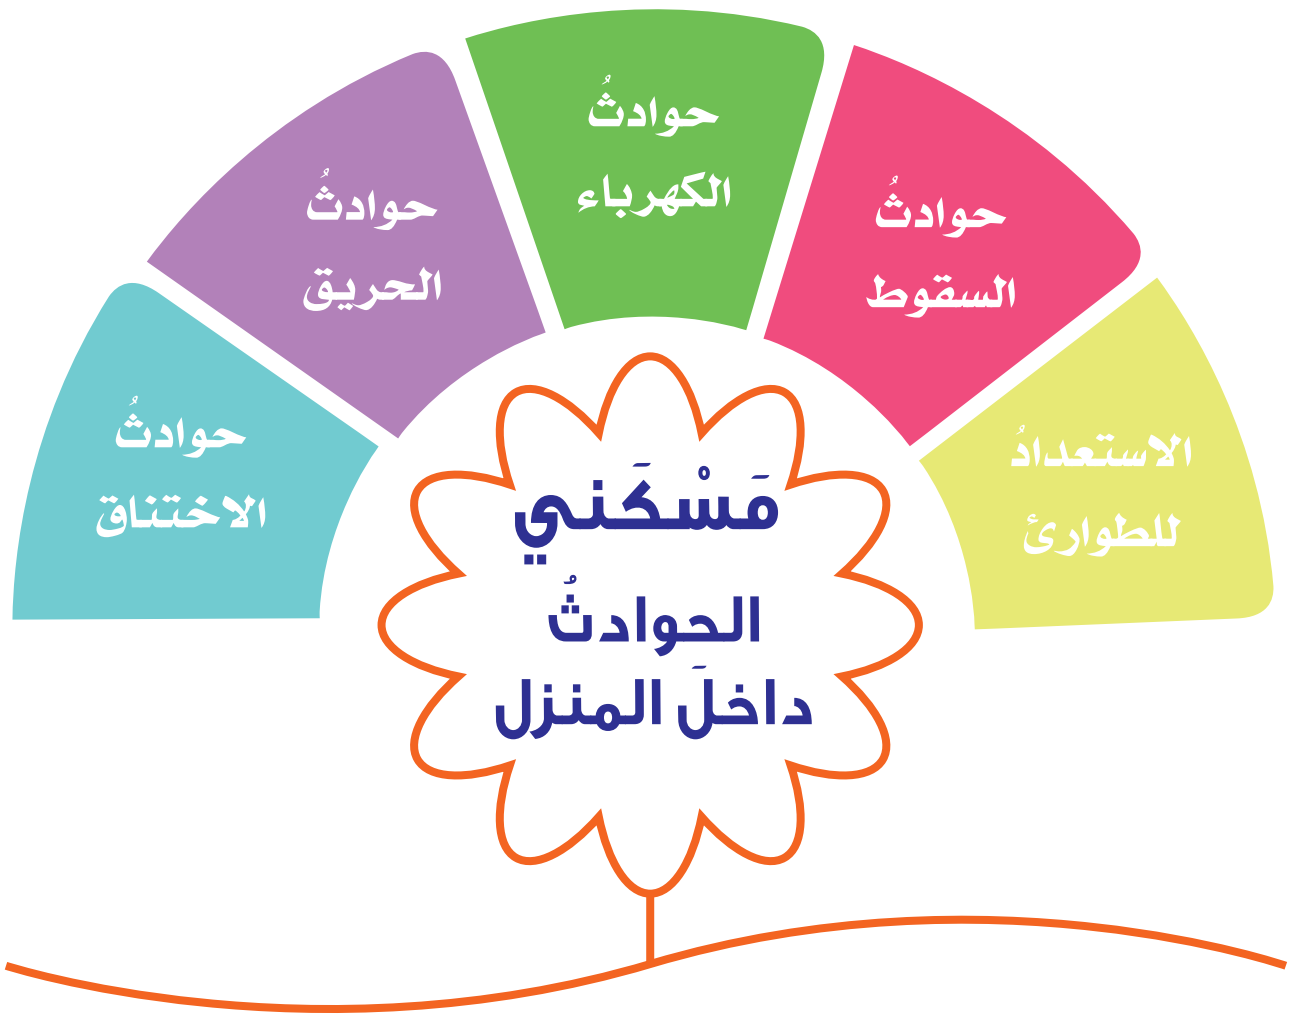 الاستعدادُ
للطوارئ
حوادثُ
السقوط
حوادثُ
الكهرباء
حوادثُ
الحريق
حوادثُ
الاختناق
مَسْكَني
الحوادثُ
داخلَ المنزل